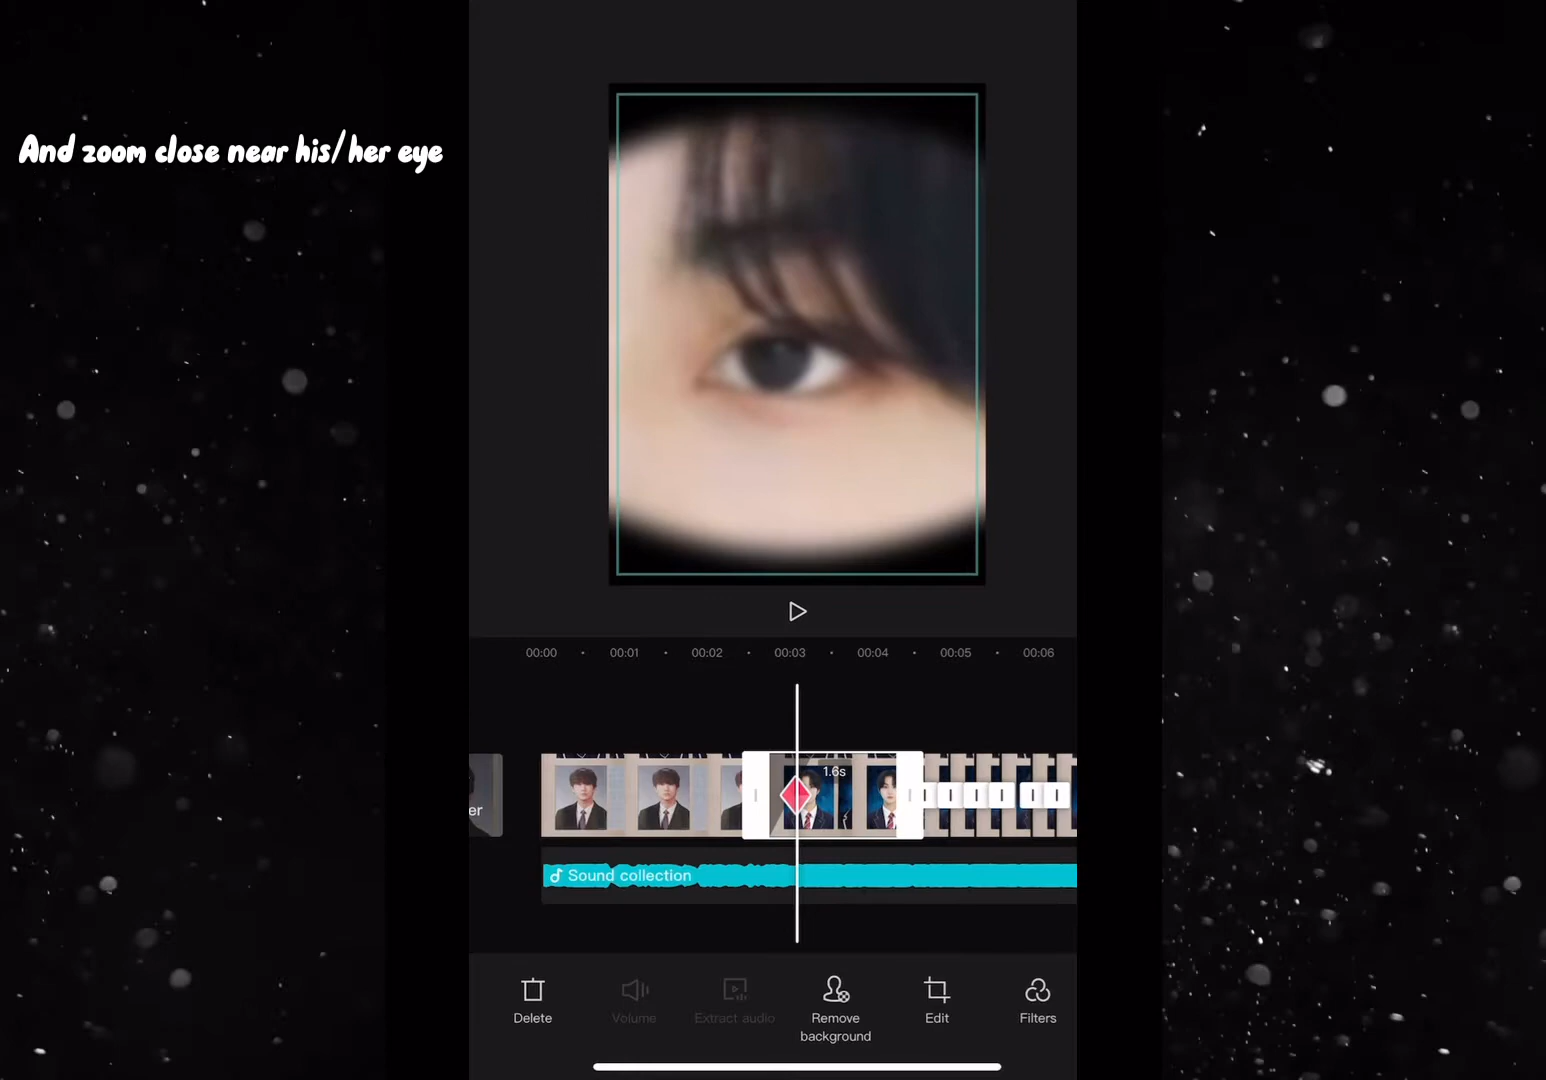 And zoom close near his/her eye
00:00 00:01 00:02 00:03 00:04 00:05 00:06
1.6s
er
Sound collection
Delete
Volume
Extract audio
Remove
background
Edit
Filters